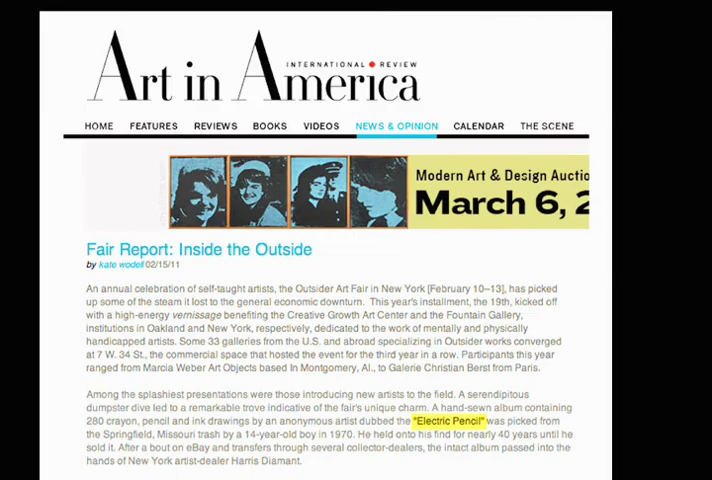 INTERNATIONAL REVIEW
Art in America
HOME FEATURES REVIEWS BOOKS VIDEOS NEWS & OPINION CALENDAR THE SCENE
Modern Art & Design Auctio
March 6, 2
Fair Report: Inside the Outside
by kate wodell 02/15/11
An annual celebration of self-taught artists, the Outsider Art Fair in New York [February 10–13], has picked
up some of the steam it lost to the general economic downturn. This year's installment, the 19th, kicked off
with a high-energy vernissage benefiting the Creative Growth Art Center and the Fountain Gallery,
institutions in Oakland and New York, respectively, dedicated to the work of mentally and physically
handicapped artists. Some 33 galleries from the U.S. and abroad specializing in Outsider works converged
at 7 W. 34 St., the commercial space that hosted the event for the third year in a row. Participants this year
ranged from Marcia Weber Art Objects based In Montgomery, Al., to Galerie Christian Berst from Paris.
Among the splashiest presentations were those introducing new artists to the field. A serendipitous
dumpster dive led to a remarkable trove indicative of the fair's unique charm. A hand-sewn album containing
280 crayon, pencil and ink drawings by an anonymous artist dubbed the "Electric Pencil" was picked from
the Springfield, Missouri trash by a 14-year-old boy in 1970. He held onto his find for nearly 40 years until he
sold it. After a bout on eBay and transfers through several collector-dealers, the intact album passed into the
hands of New York artist-dealer Harris Diamant.